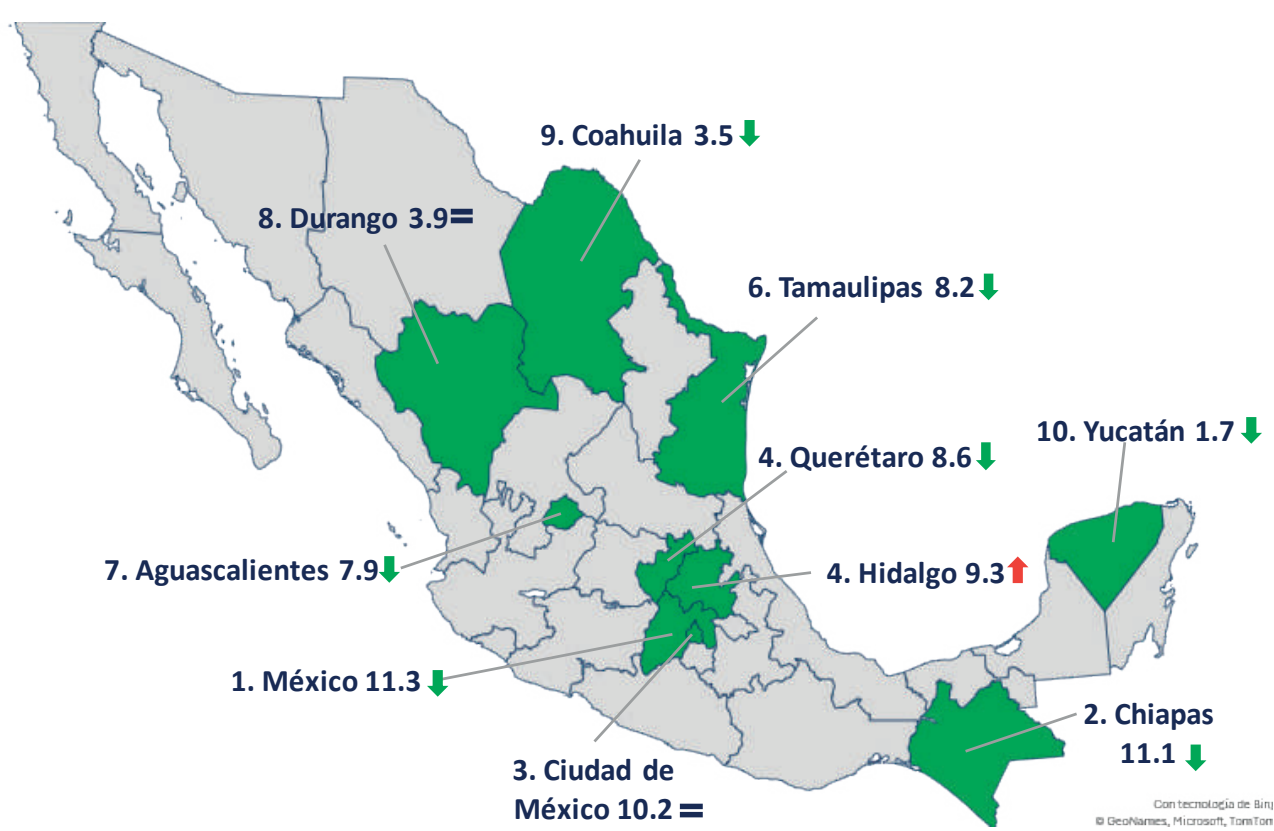 9. Coahuila 3.5
8. Durango 3.9=
6. Tamaulipas 8.2
10. Yucatán 1.7
4. Querétaro 8.6
7. Aguascalientes 7.9
4. Hidalgo 9.3
1. México 11.3
2. Chiapas
11.1
3. Ciudad de
México 10.2 =
Con tecnología de Bing
© GeoNames, Microsoft, TomTom